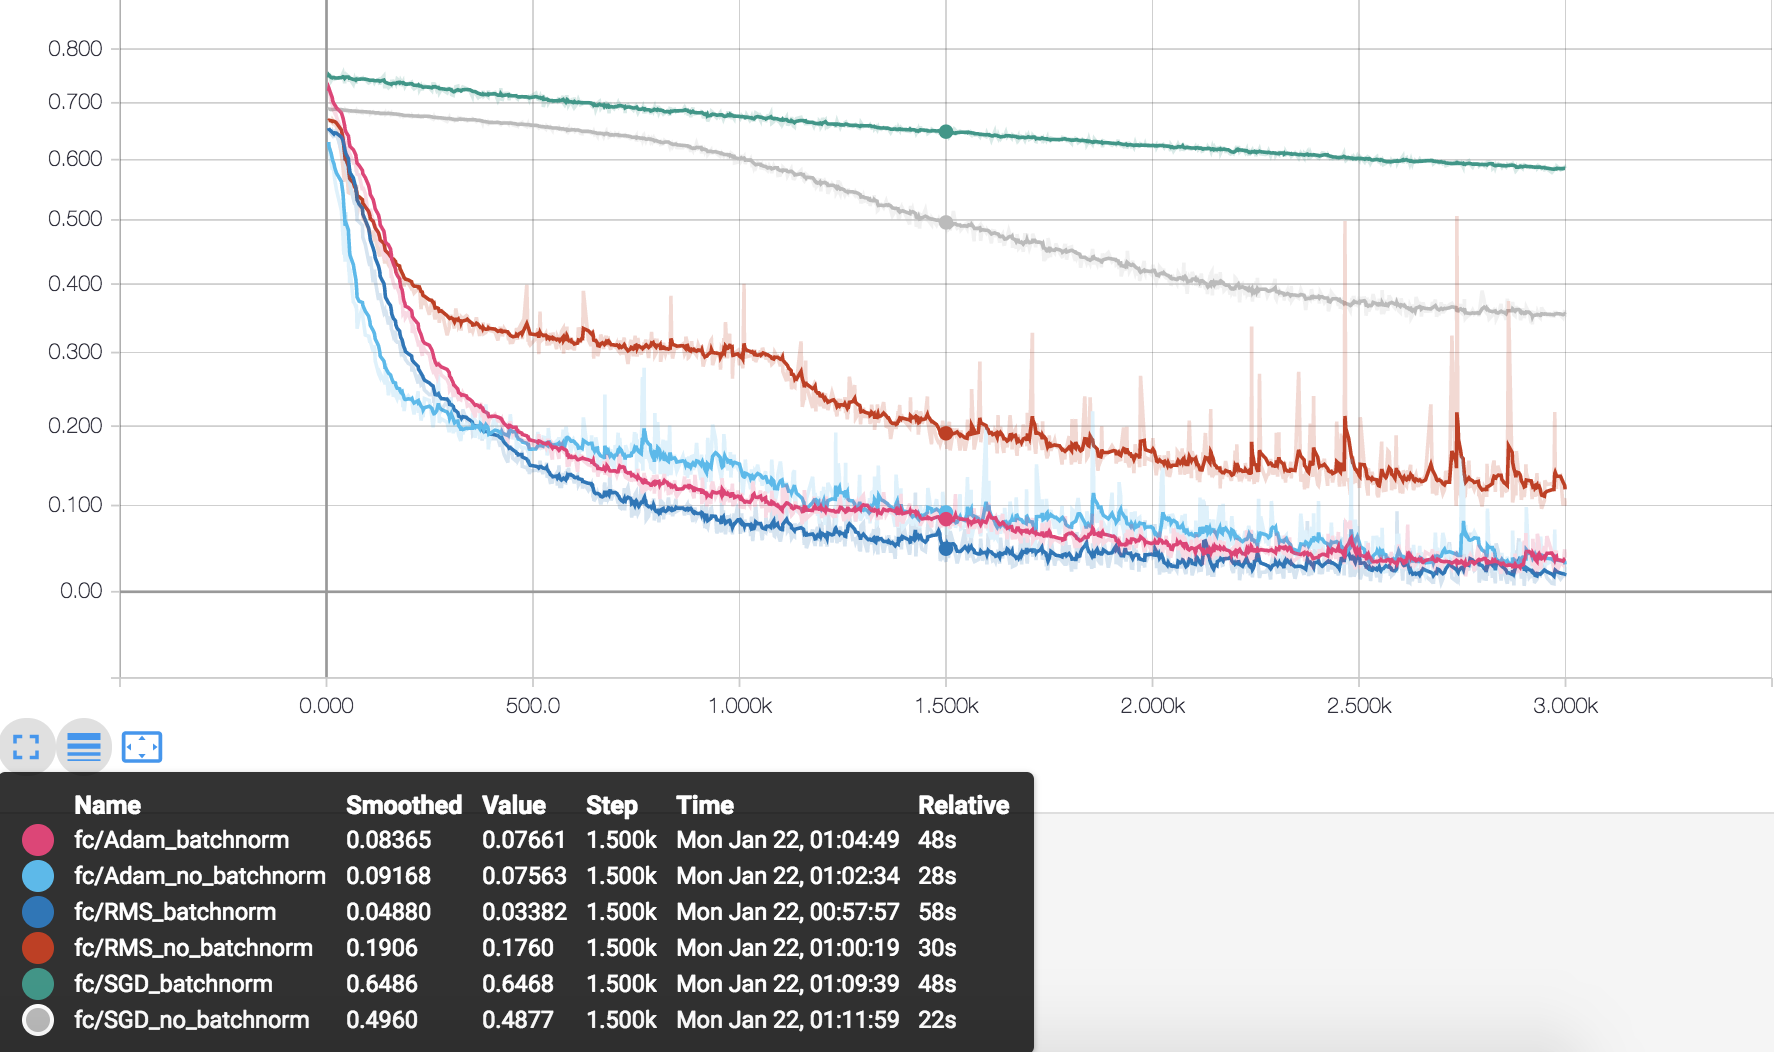 0.800
0.700
0.600
0.500
0.400
0.300
0.200
0.100
0.00
0.000 500.0 1.000k 1.500k 2.000k 2.500k 3.000k
Name Smoothed Value Step Time Relative
fc/Adam_batchnorm 0.08365 0.07661 1.500k Mon Jan 22, 01:04:49 48s
fc/Adam_no_batchnorm 0.09168 0.07563 1.500k Mon Jan 22, 01:02:34 28s
fc/RMS_batchnorm 0.04880 0.03382 1.500k Mon Jan 22, 00:57:57 58s
fc/RMS_no_batchnorm 0.1906 0.1760 1.500k Mon Jan 22, 01:00:19 30s
fc/SGD_batchnorm 0.6486 0.6468 1.500k Mon Jan 22, 01:09:39 48s
fc/SGD_no_batchnorm 0.4960 0.4877 1.500k Mon Jan 22, 01:11:59 22s